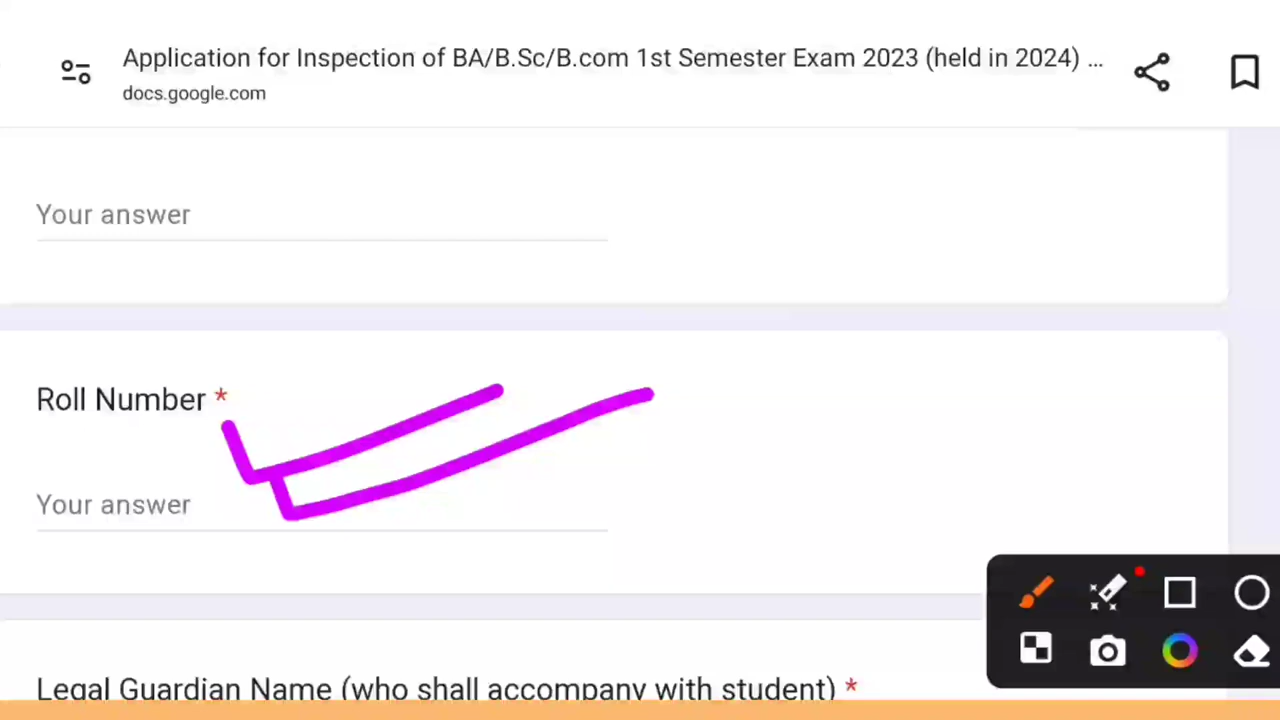 Application for Inspection of BA/B.Sc/B.com 1st Semester Exam 2023 (held in 2024) ...
docs.google.com
Your answer
Roll Number *
Your answer
Legal Guardian Name (who shall accompany with student) *